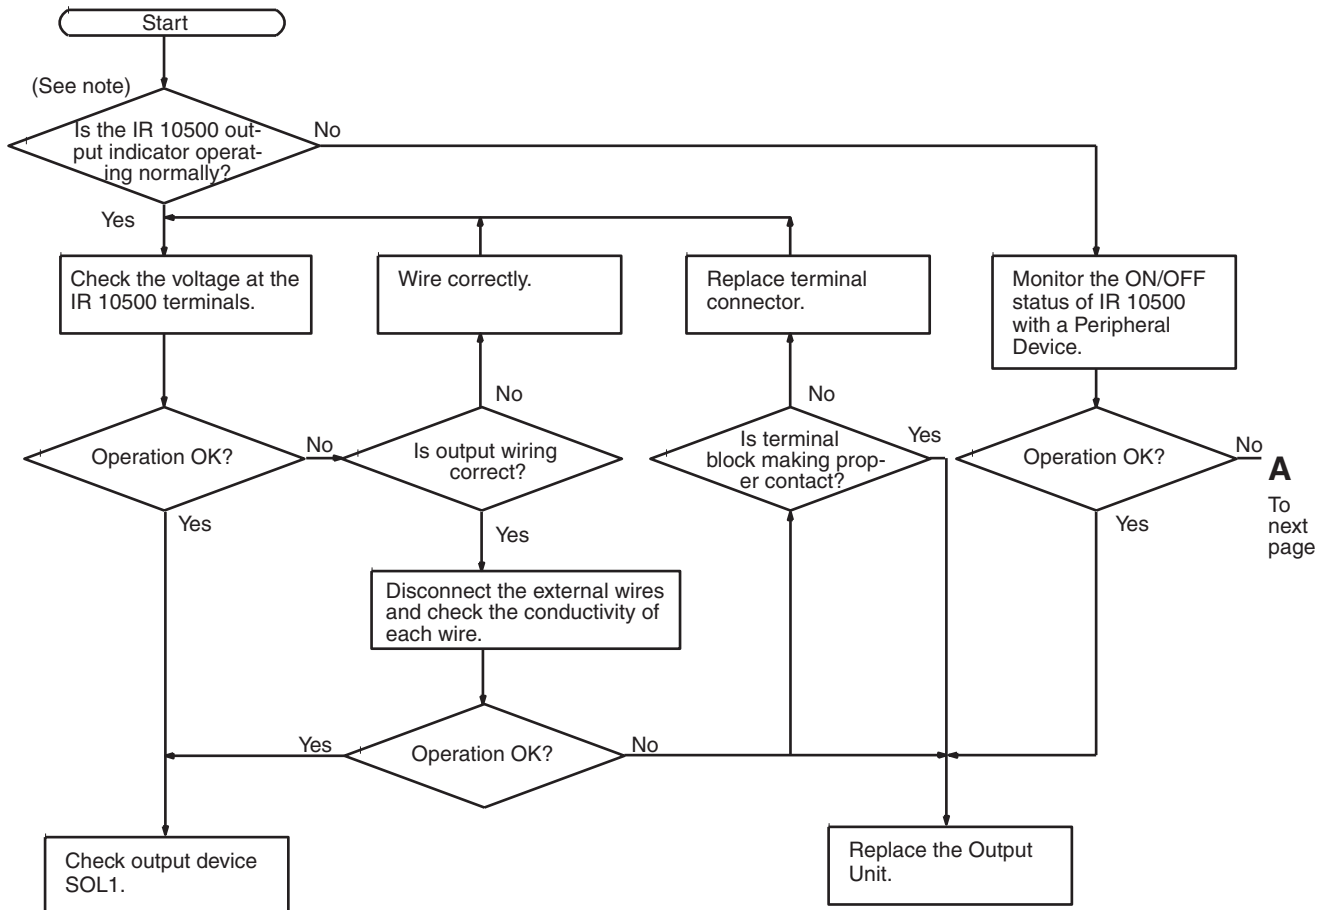 Start
(See note)
Is the IR 10500 out-
put indicator operat-
ing normally?
No
Yes
Check the voltage at the
IR 10500 terminals.
Wire correctly.
Replace terminal
connector.
Monitor the ON/OFF
status of IR 10500
with a Peripheral
Device.
No
No
Operation OK?
No
Is output wiring
correct?
Is terminal
block making prop-
er contact?
Yes
Operation OK?
No
A
To
next
page
Yes
Yes
Yes
Disconnect the external wires
and check the conductivity of
each wire.
Yes
Operation OK?
No
Check output device
SOL1.
Replace the Output
Unit.